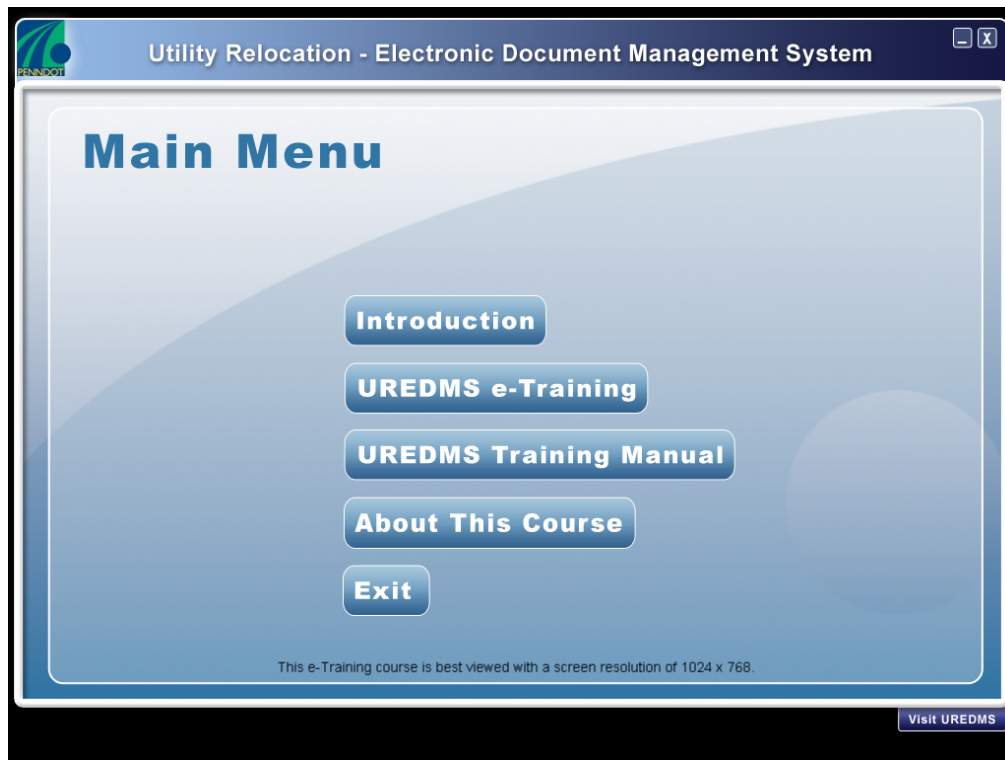 PENNDOT
Utility Relocation - Electronic Document Management System
X
Main Menu
Introduction
UREDMS e-Training
UREDMS Training Manual
About This Course
Exit
This e-Training course is best viewed with a screen resolution of 1024 x 768.
Visit UREDMS